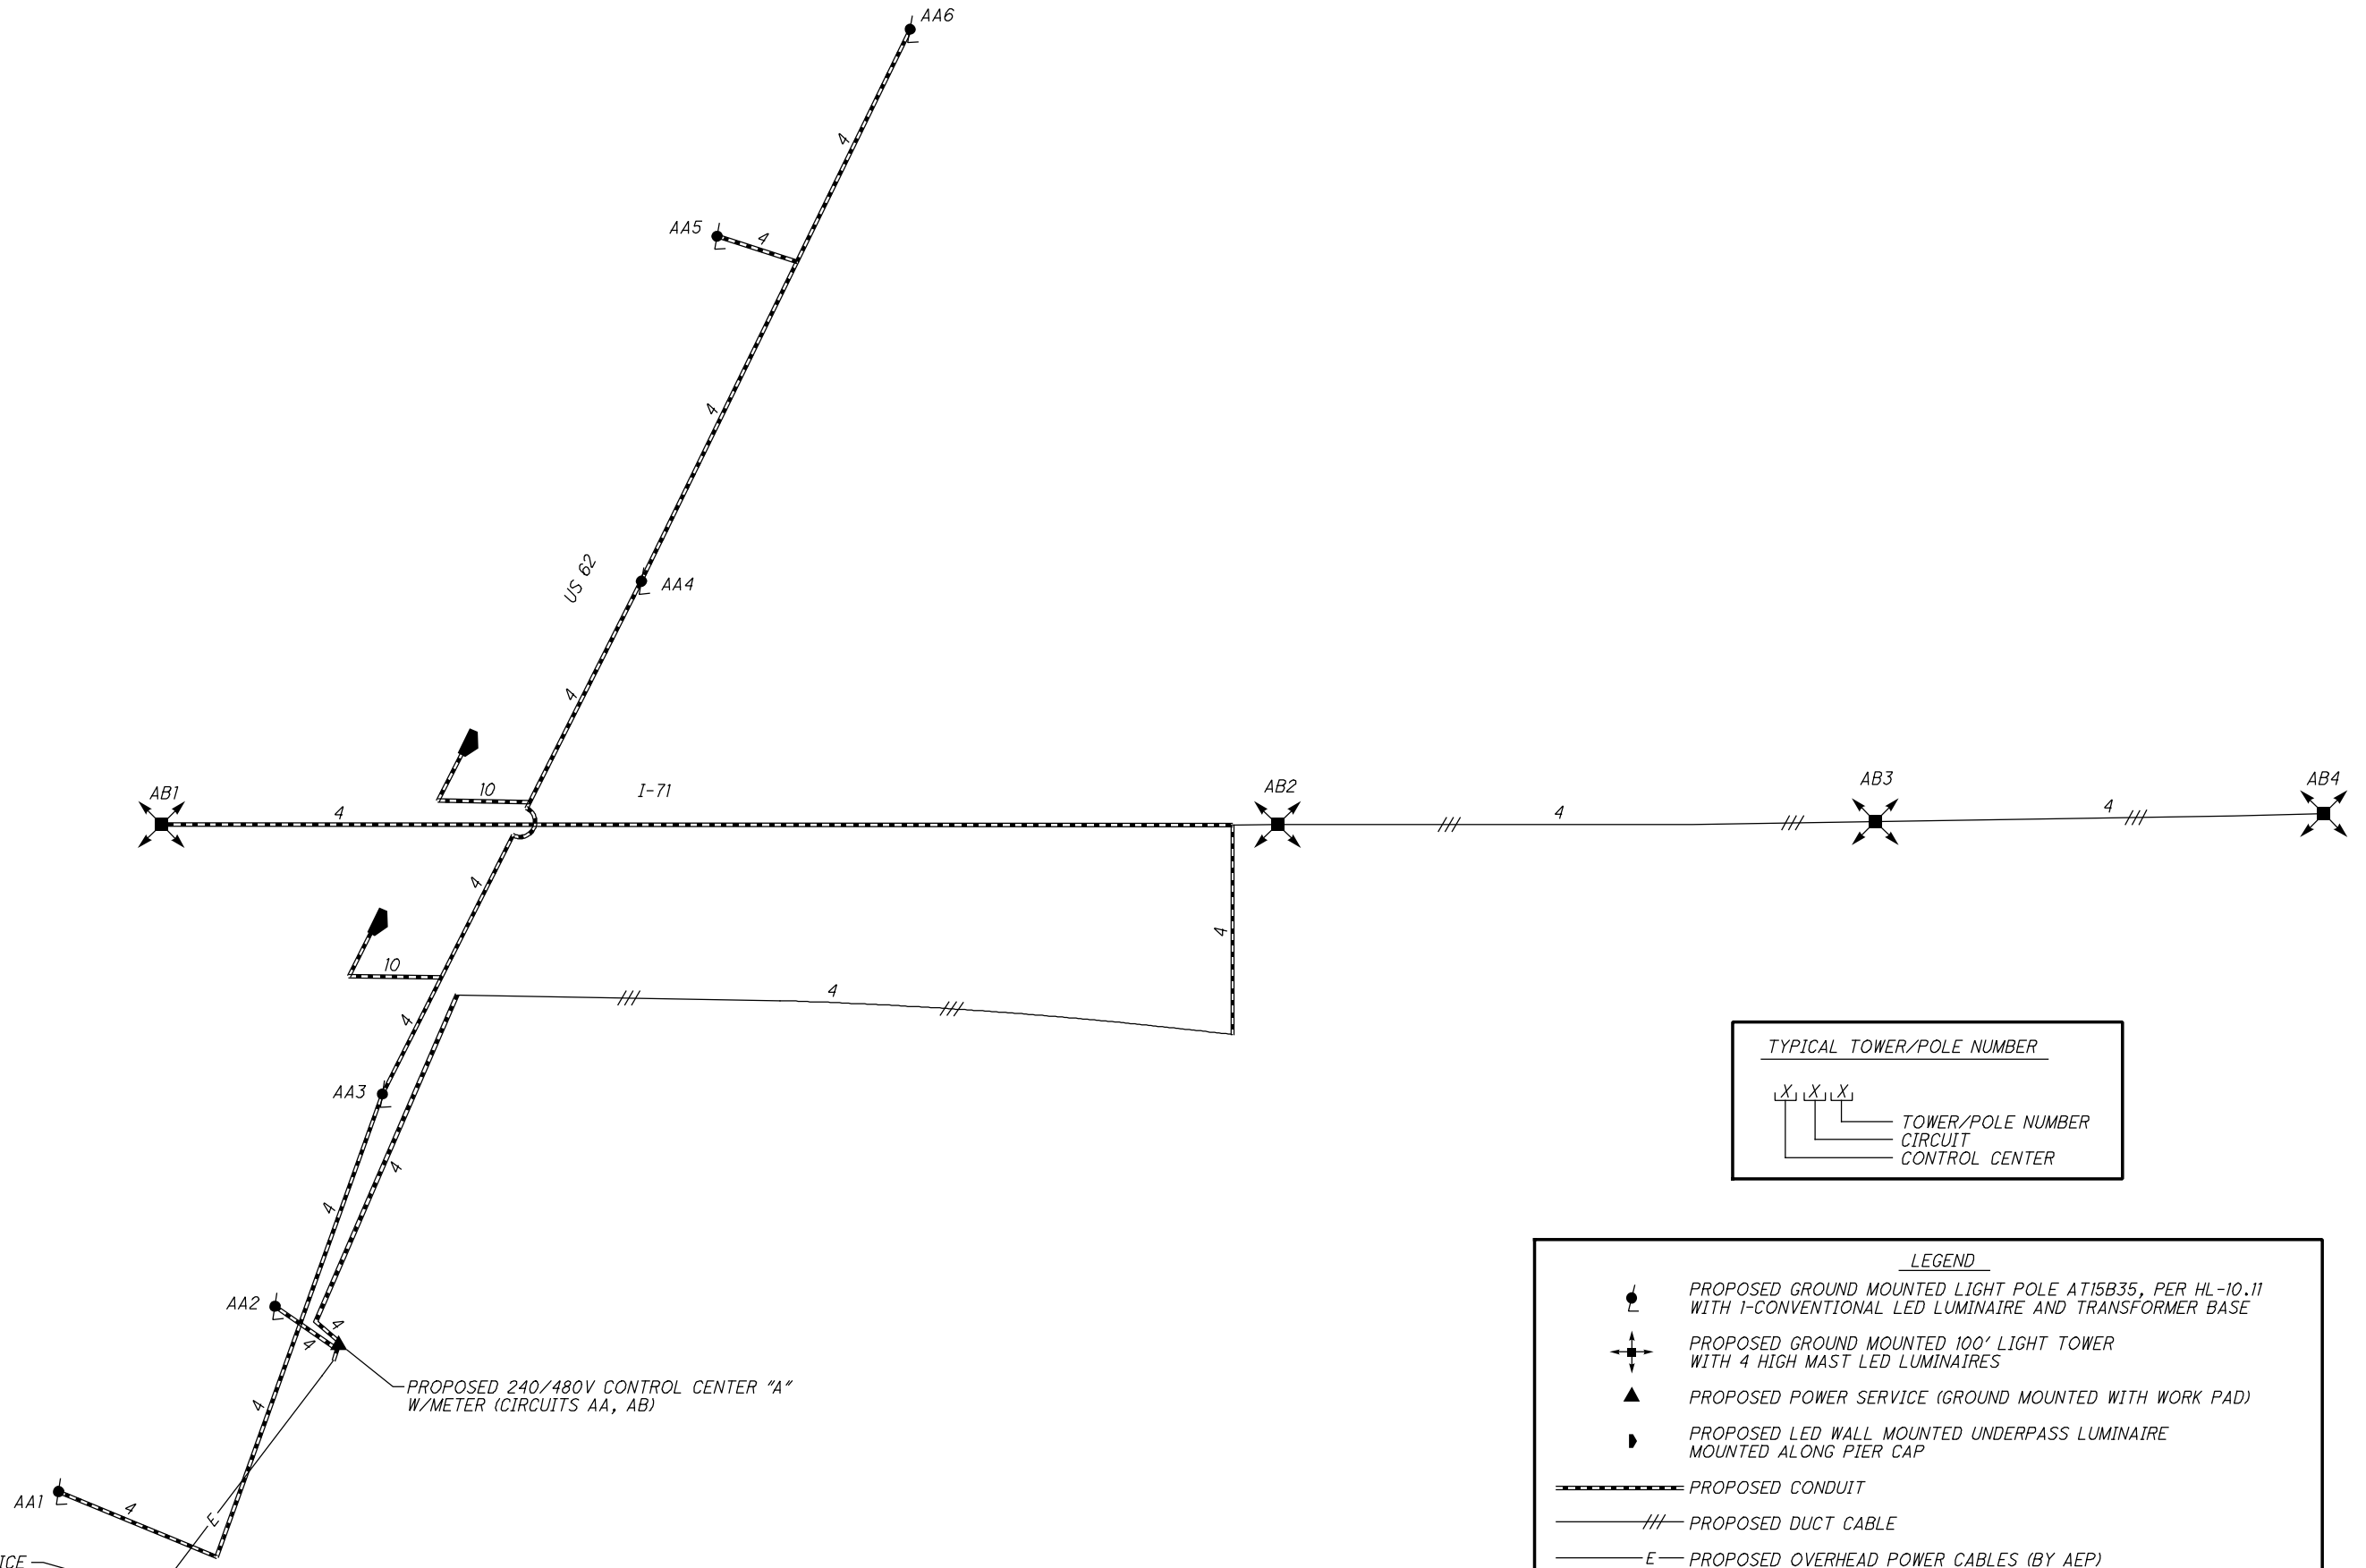 AA6
4
AA5
4
4
US 62
AA4
4
10
I-71
AB1
4
AB2
4
AB3
4
AB4
4
4
10
4
4
4
AA3
4
4
AA2
4
4
PROPOSED 240/480V CONTROL CENTER "A"
W/METER (CIRCUITS AA, AB)
4
AA1
4
E
ICE
TYPICAL TOWER/POLE NUMBER
X X X
TOWER/POLE NUMBER
CIRCUIT
CONTROL CENTER
LEGEND
PROPOSED GROUND MOUNTED LIGHT POLE AT15B35, PER HL-10.11
WITH 1-CONVENTIONAL LED LUMINAIRE AND TRANSFORMER BASE
PROPOSED GROUND MOUNTED 100' LIGHT TOWER
WITH 4 HIGH MAST LED LUMINAIRES
PROPOSED POWER SERVICE (GROUND MOUNTED WITH WORK PAD)
PROPOSED LED WALL MOUNTED UNDERPASS LUMINAIRE
MOUNTED ALONG PIER CAP
PROPOSED CONDUIT
PROPOSED DUCT CABLE
E PROPOSED OVERHEAD POWER CABLES (BY AEP)